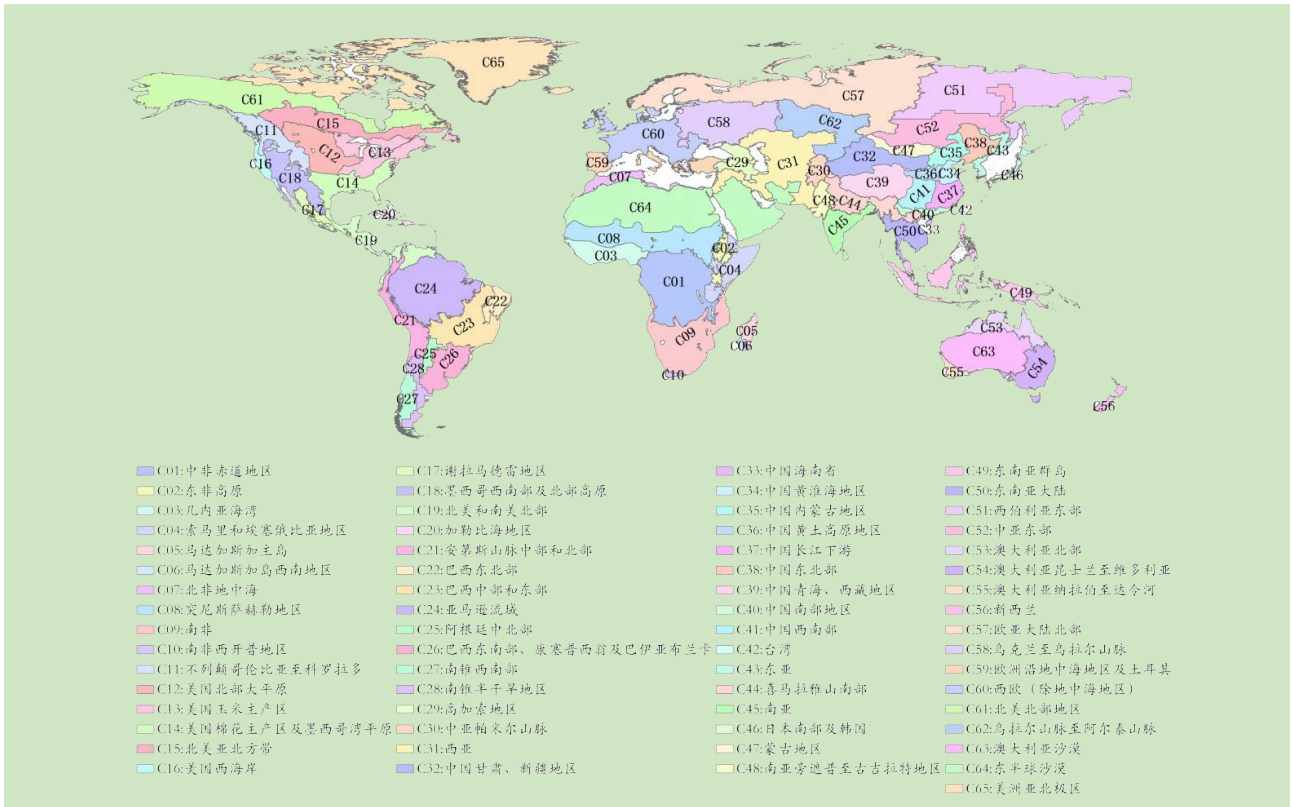 C65
C61
C57
C51
C15
C11
C12
C13
C16
C18
C14
C17
C20
C19
C60
C58
C62
C52
C59
C07
C29
C31
C47
C38
C32
C35
C43
C30
C36
C34
C46
C39
C41
C37
C48
C44
C42
C40
C45
C50
C33
C64
C08
C03
C02
C04
C01
C24
C22
C21
C23
C49
C05
C09
C06
C53
C25
C26
C28
C63
C54
C55
C10
C27
C56
C01:中非赤道地区
C02:东非高原
C03:几内亚海湾
C04:索马里和埃塞俄比亚地区
C05:马达加斯加主岛
C06:马达加斯加岛西南地区
C07:北非地中海
C08:突尼斯萨赫勒地区
C09:南非
C10:南非西开普地区
C11:不列颠哥伦比亚至科罗拉多
C12:美国北部大平原
C13:美国玉米主产区
C14:美国棉花主产区及墨西哥湾平原
C15:北美亚北方带
C16:美国西海岸
C17:谢拉马德雷地区
C18:墨西哥西南部及北部高原
C19:北美和南美北部
C20:加勒比海地区
C21:安第斯山脉中部和北部
C22:巴西东北部
C23:巴西中部和东部
C24:亚马逊流域
C25:阿根廷中北部
C26:巴西东南部、康塞普西翁及巴伊亚布兰卡
C27:南锥西南部
C28:南锥半干旱地区
C29:高加索地区
C30:中亚帕米尔山脉
C31:西亚
C32:中国甘肃、新疆地区
C33:中国海南省
C34:中国黄淮海地区
C35:中国内蒙古地区
C36:中国黄土高原地区
C37:中国长江下游
C38:中国东北部
C39:中国青海、西藏地区
C40:中国南部地区
C41:中国西南部
C42:台湾
C43:东亚
C44:喜马拉雅山南部
C45:南亚
C46:日本南部及韩国
C47:蒙古地区
C48:南亚旁遮普至古吉拉特地区
C49:东南亚群岛
C50:东南亚大陆
C51:西伯利亚东部
C52:中亚东部
C53:澳大利亚北部
C54:澳大利亚昆士兰至维多利亚
C55:澳大利亚纳拉伯至达令河
C56:新西兰
C57:欧亚大陆北部
C58:乌克兰至乌拉尔山脉
C59:欧洲沿地中海地区及土耳其
C60:西欧（除地中海地区）
C61:北美北部地区
C62:乌拉尔山脉至阿尔泰山脉
C63:澳大利亚沙漠
C64:东半球沙漠
C65:美洲亚北极区